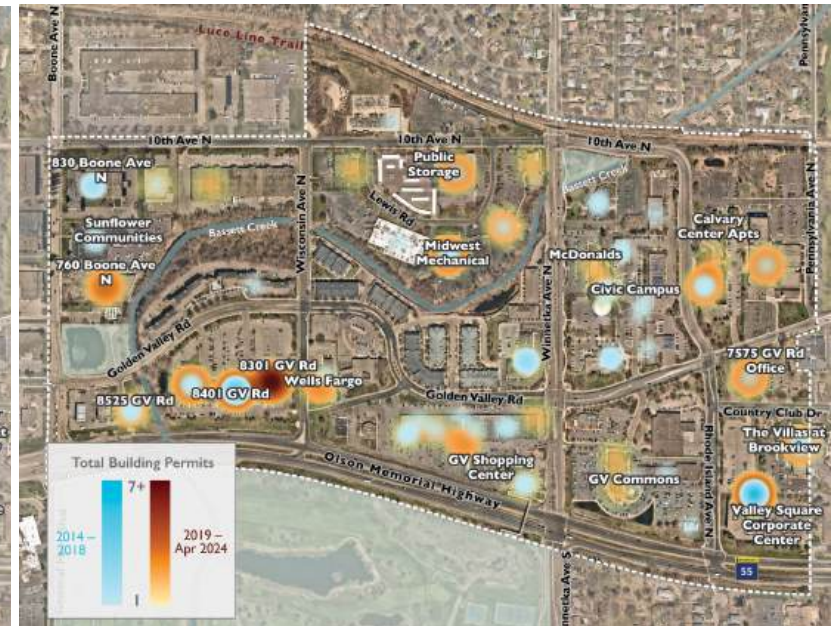 Boone Ave N
Luce Line Trail
Pennsylvania
10th Ave N
10th Ave N
10th Ave N
830 Boone Ave
N
Public
Storage
Bassett Creek
Wisconsin Ave N
Lewis Rd
Pennsylvania Ave N
Sunflower
Communities
Bassett Creek
Calvary
Center Apts
Midwest
Mechanical
McDonalds
760 Boone Ave
N
Civic Campus
Winnetka Ave N
Golden Valley Rd
8301 GV Rd
7575 GV Rd
Office
8401 GV Rd
Wells Fargo
8525 GV Rd
Golden Valley Rd
Country Club Dr
The Villas at
Brookview
Rhode Island Ave N
GV Shopping
Center
GV Commons
Olson Memorial Highway
Valley Square
Corporate
Center
55
nnetka Ave S
Total Building Permits
7+
2014 –
2018
2019 –
Apr 2024
1